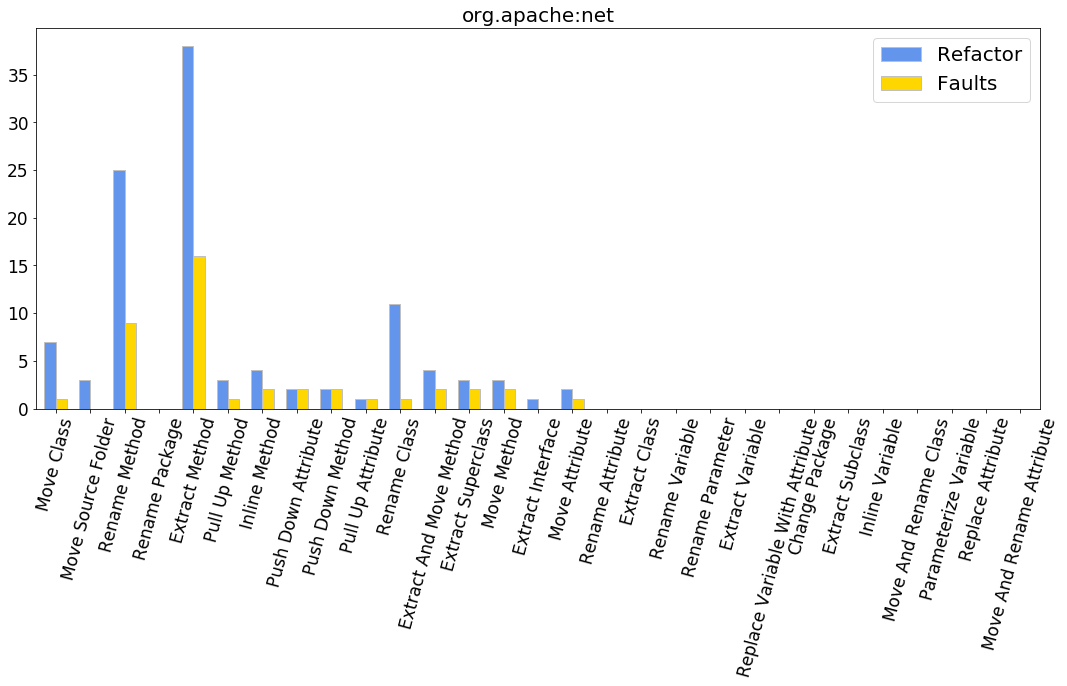 org.apache:net
Refactor
Faults
35
30
25
20
15
10
5
0
Move Class
Move Source Folder
Rename Method
Rename Package
Extract Method
Pull Up Method
Inline Method
Push Down Attribute
Push Down Method
Pull Up Attribute
Rename Class
Extract And Move Method
Extract Superclass
Move Method
Extract Interface
Move Attribute
Rename Attribute
Extract Class
Rename Variable
Rename Parameter
Extract Variable
Replace Variable With Attribute
Change Package
Extract Subclass
Inline Variable
Move And Rename Class
Parameterize Variable
Replace Attribute
Move And Rename Attribute